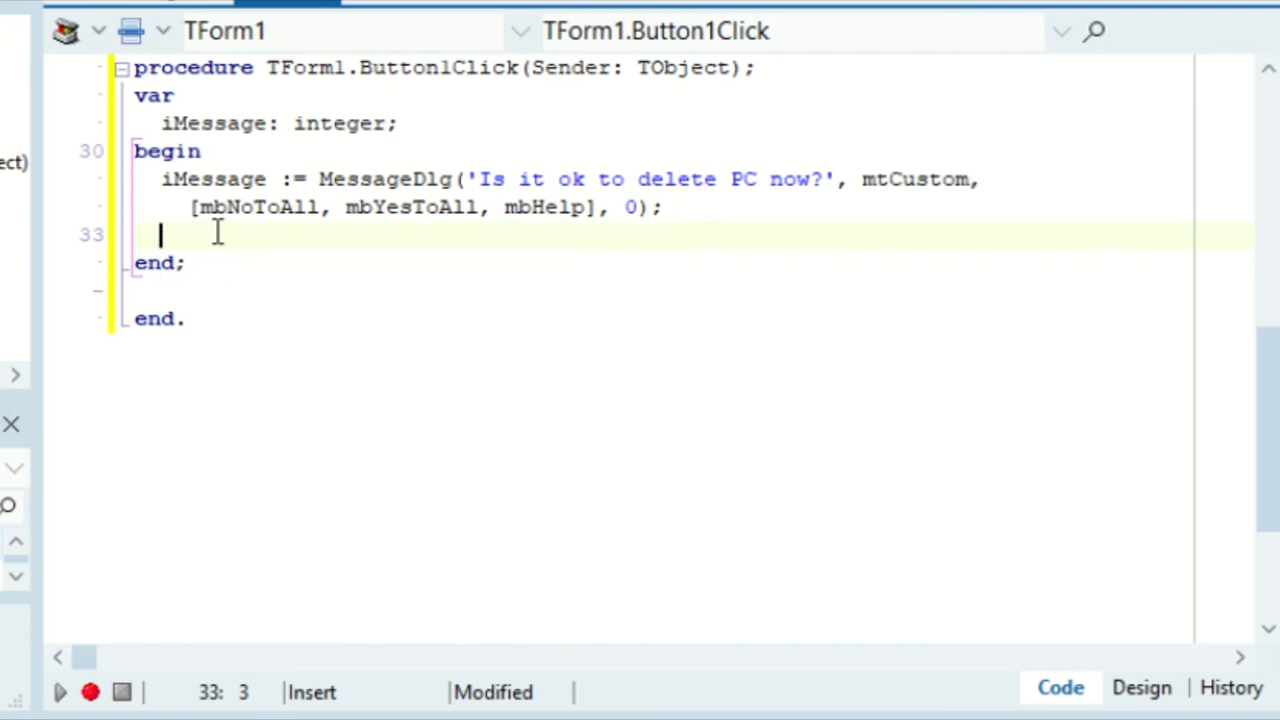 TForm1 TForm1.Button1Click
procedure TForm1.Button1Click(Sender: TObject);
var
iMessage: integer;
ect) 30 begin
iMessage := MessageDlg('Is it ok to delete PC now?', mtCustom,
[mbNoToAll, mbYesToAll, mbHelp], 0);
33
end;
end.
33: 3 Insert Modified Code Design History